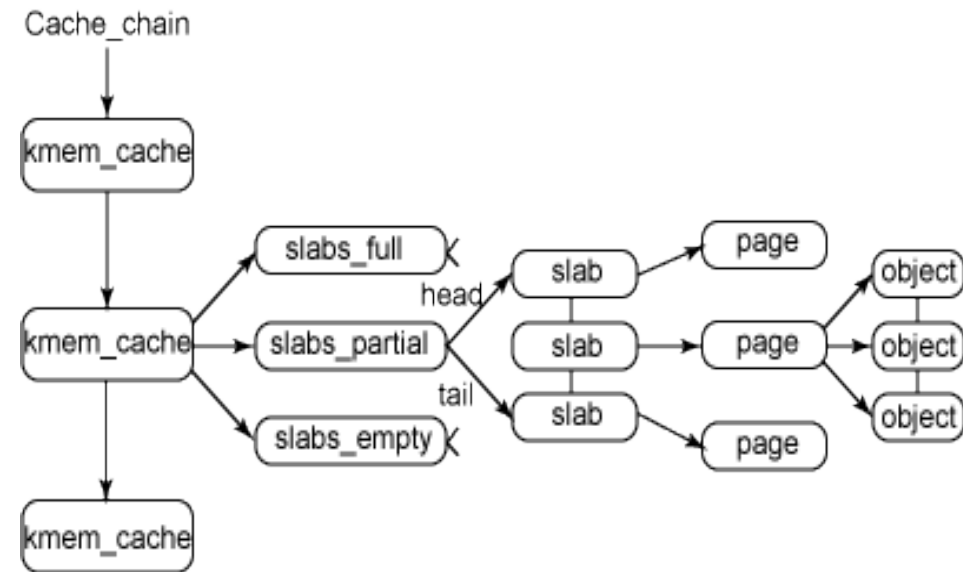 Cache_chain
kmem_cache
slabs_full
page
slab
object
head
kmem_cache
slabs_partial
slab
page
object
tail
slab
object
slabs_empty
page
kmem_cache